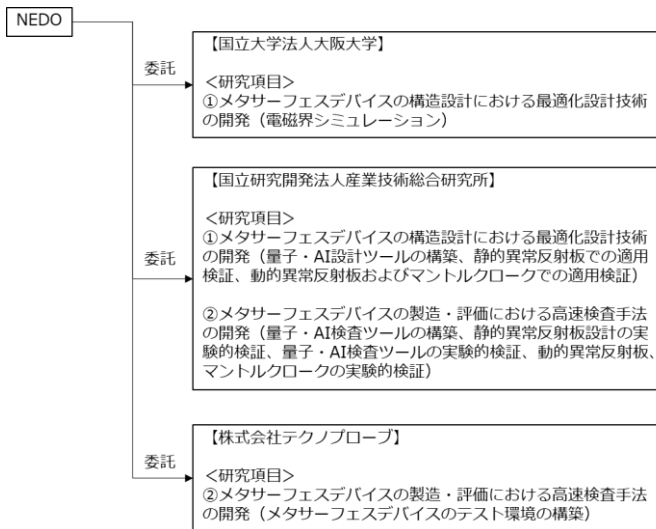 NEDO
委託
【国立大学法人大阪大学】
<研究項目>
①メタサーフェスデバイスの構造設計における最適化設計技術
の開発（電磁界シミュレーション）
委託
【国立研究開発法人産業技術総合研究所】
<研究項目>
①メタサーフェスデバイスの構造設計における最適化設計技術
の開発（量子・AI設計ツールの構築、静的異常反射板での適用
検証、動的異常反射板およびマントルクロークでの適用検証）
②メタサーフェスデバイスの製造・評価における高速検査手法
の開発（量子・AI検査ツールの構築、静的異常反射板設計の実
験的検証、量子・AI検査ツールの実験的検証、動的異常反射板、
マントルクロークの実験的検証）
委託
【株式会社テクノプローブ】
<研究項目>
②メタサーフェスデバイスの製造・評価における高速検査手法
の開発（メタサーフェスデバイスのテスト環境の構築）